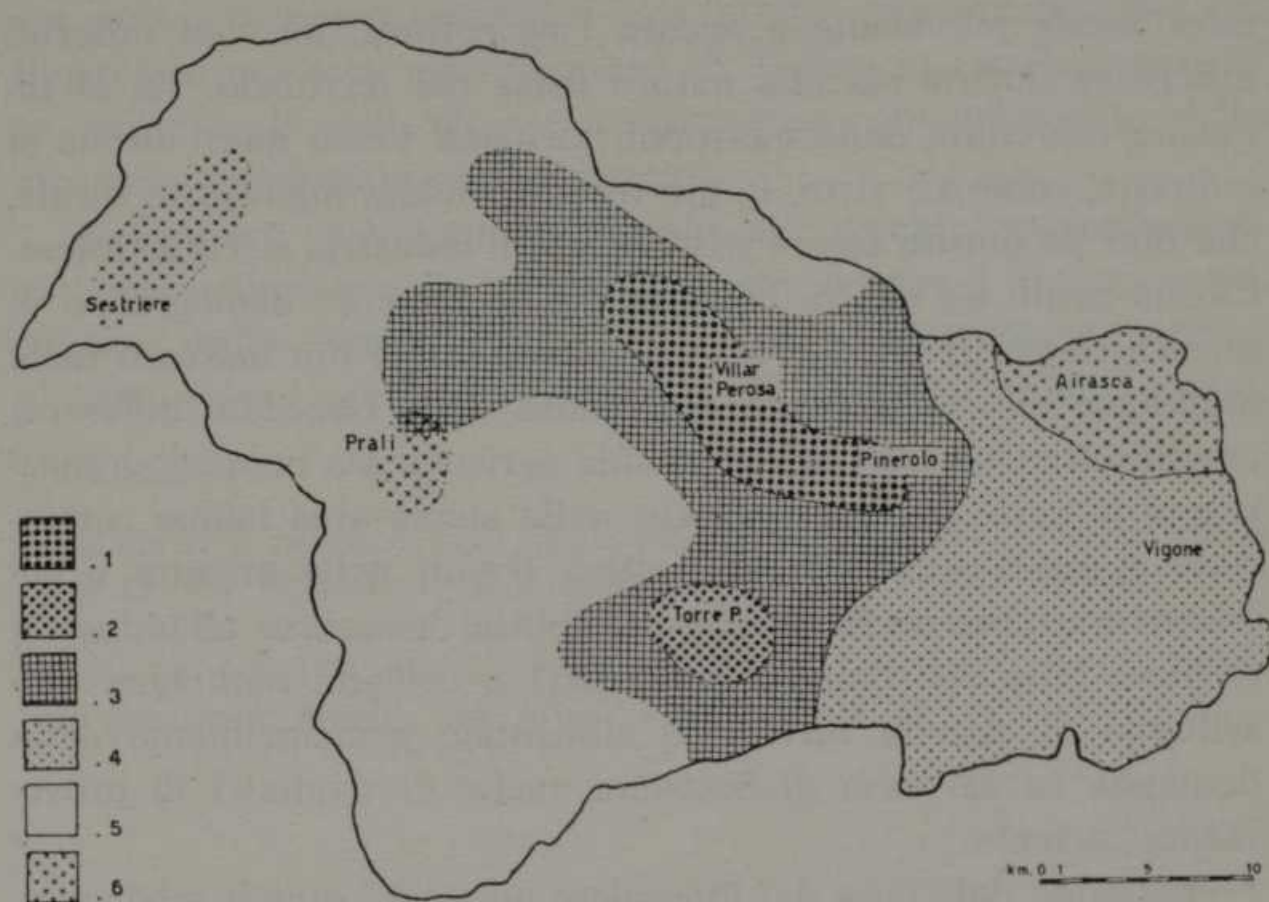 Sestriere
Villar
Perosa
Airasca
Prali
Pinerolo
Vigone
Torre P.
.1
.2
.3
.4
.5
.6
km. 0 1 5 10